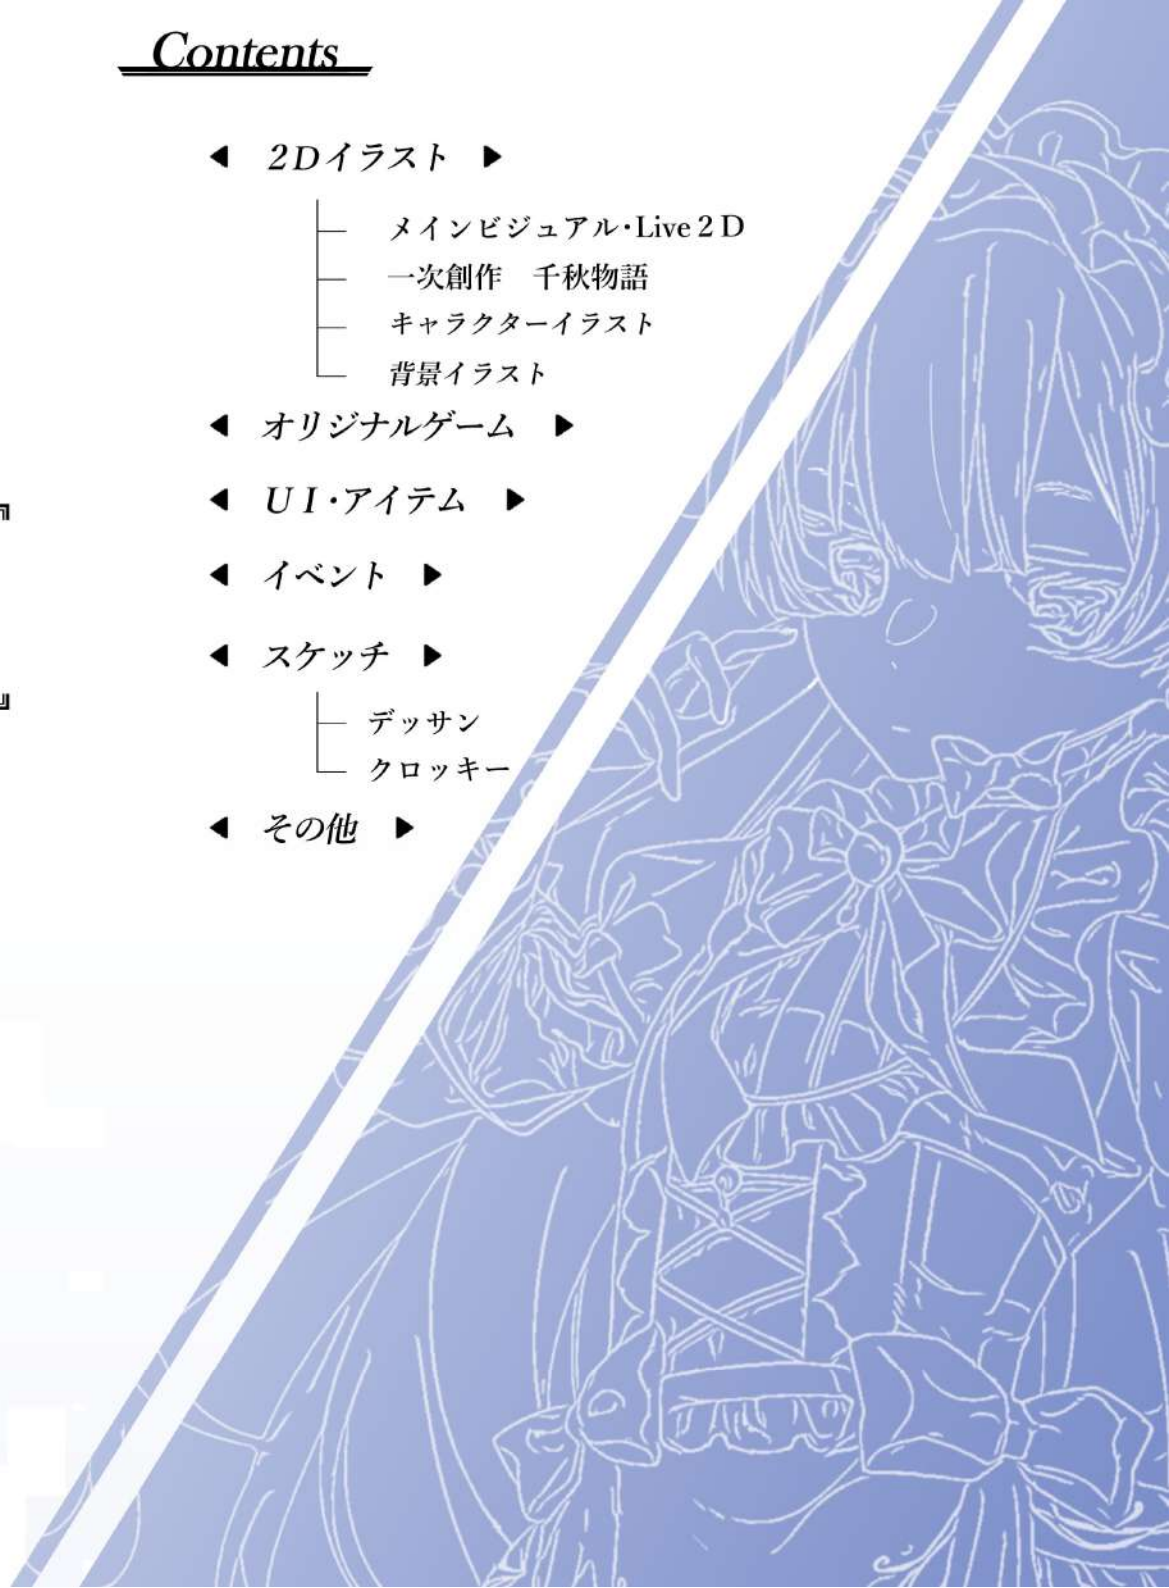 Contents
◀ 2Dイラスト ▶
メインビジュアル・Live2D
一次創作 千秋物語
キャラクターイラスト
背景イラスト
◀ オリジナルゲーム ▶
◀ UI・アイテム ▶
◀ イベント ▶
◀ スケッチ ▶
デッサン
クロッキー
◀ その他 ▶